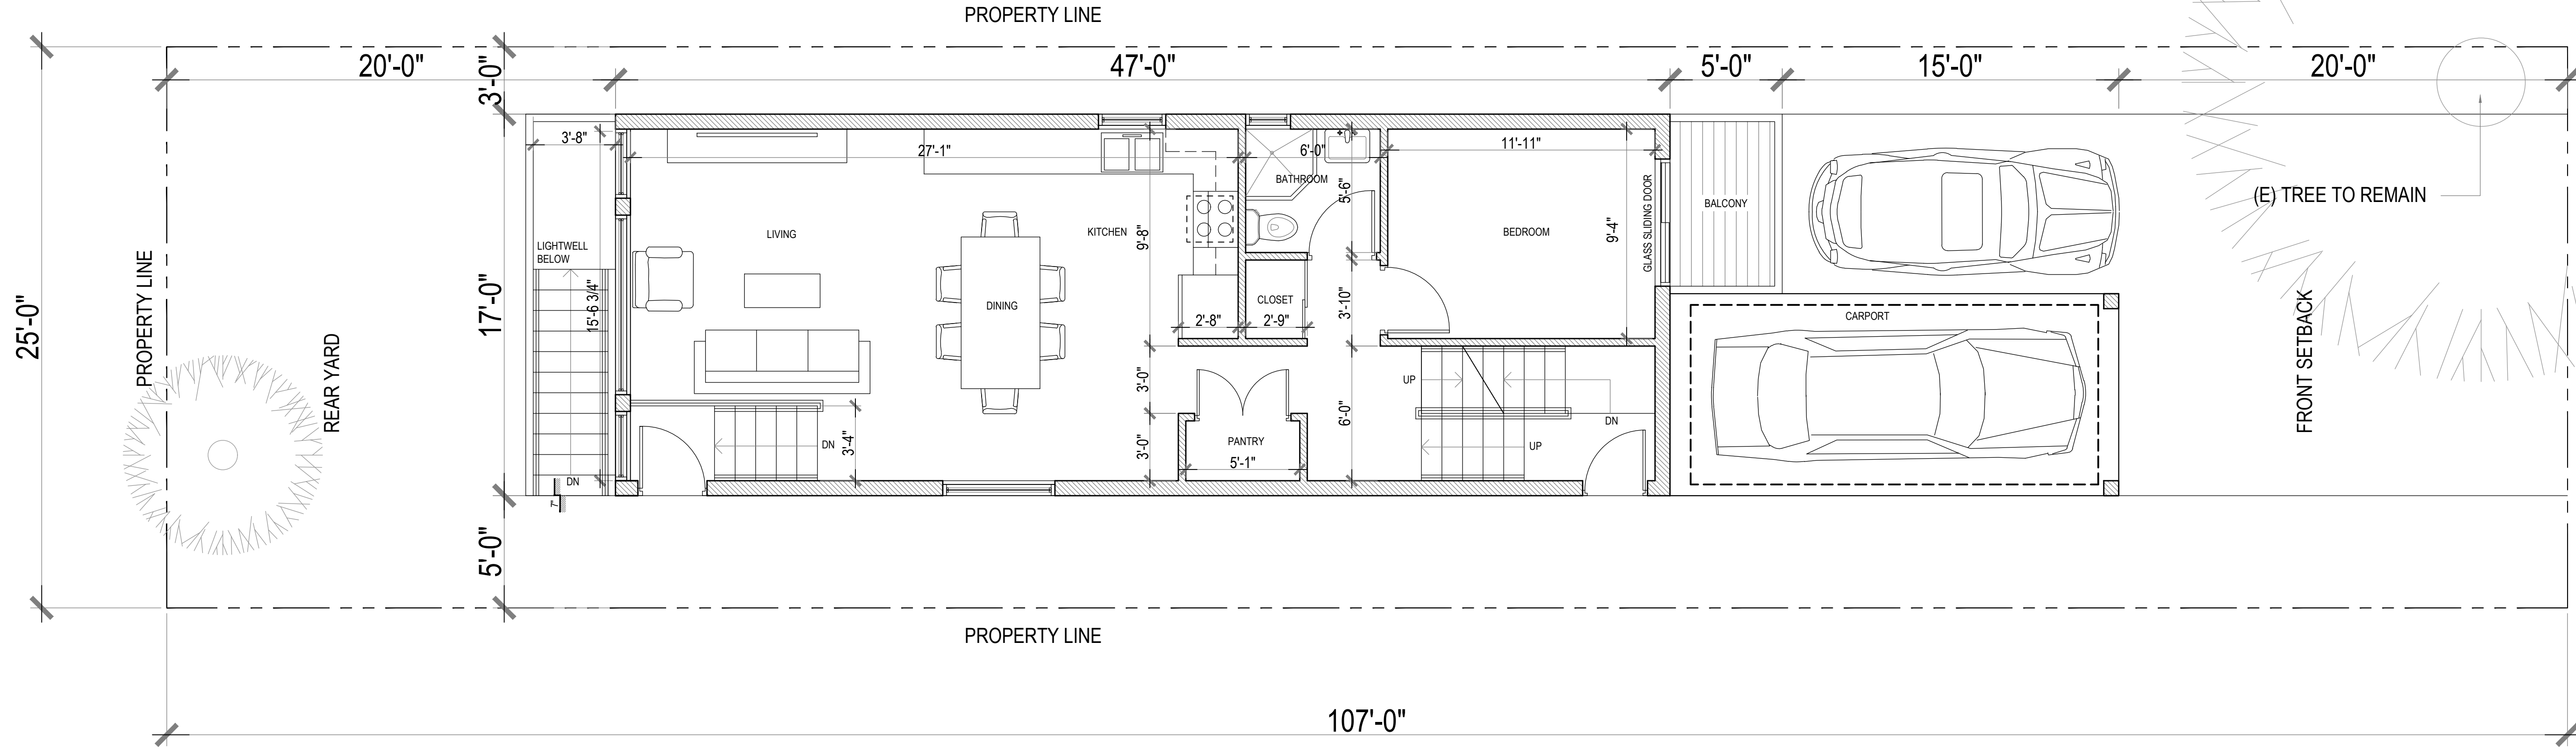 PROPERTY LINE
20'-0"
47'-0"
5'-0"
15'-0"
20'-0"
3'-0"
3'-8"
27'-1"
6'-0"
11'-11"
BATHROOM
5'-6"
GLASS SLIDING DOOR
BALCONY
(E) TREE TO REMAIN
LIVING
KITCHEN
9'-8"
BEDROOM
9'-4"
LIGHTWELL
BELOW
PROPERTY LINE
25'-0"
17'-0"
15'-6 3/4"
DINING
CLOSET
3'-10"
2'-8"
2'-9"
CARPORT
FRONT SETBACK
REAR YARD
3'-0"
UP
DN
6'-0"
DN
3'-4"
3'-0"
PANTRY
UP
5'-1"
DN
7"
5'-0"
PROPERTY LINE
107'-0"